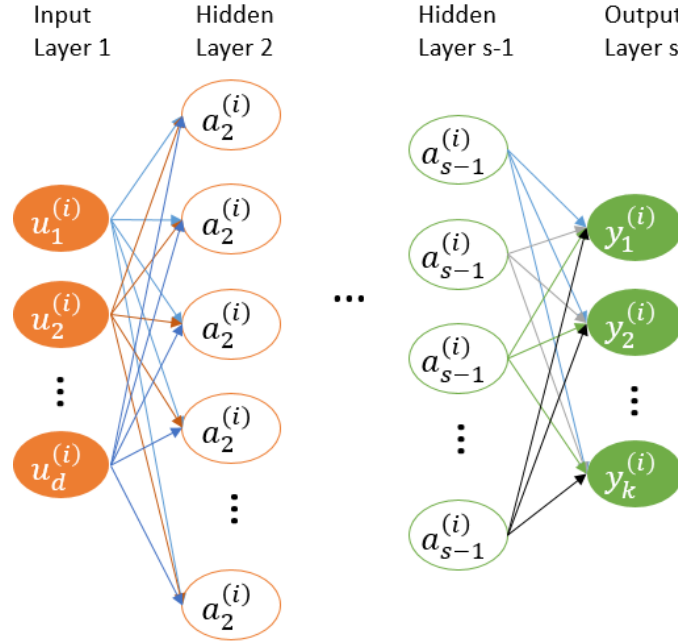 Input
Layer 1
Hidden
Layer 2
Hidden
Layer s-1
Output
Layer s
u_1^{(i)}
u_2^{(i)}
⋮
u_d^{(i)}
a_2^{(i)}
a_2^{(i)}
a_2^{(i)}
a_2^{(i)}
⋮
a_2^{(i)}
...
a_{s-1}^{(i)}
a_{s-1}^{(i)}
a_{s-1}^{(i)}
⋮
a_{s-1}^{(i)}
y_1^{(i)}
y_2^{(i)}
⋮
y_k^{(i)}